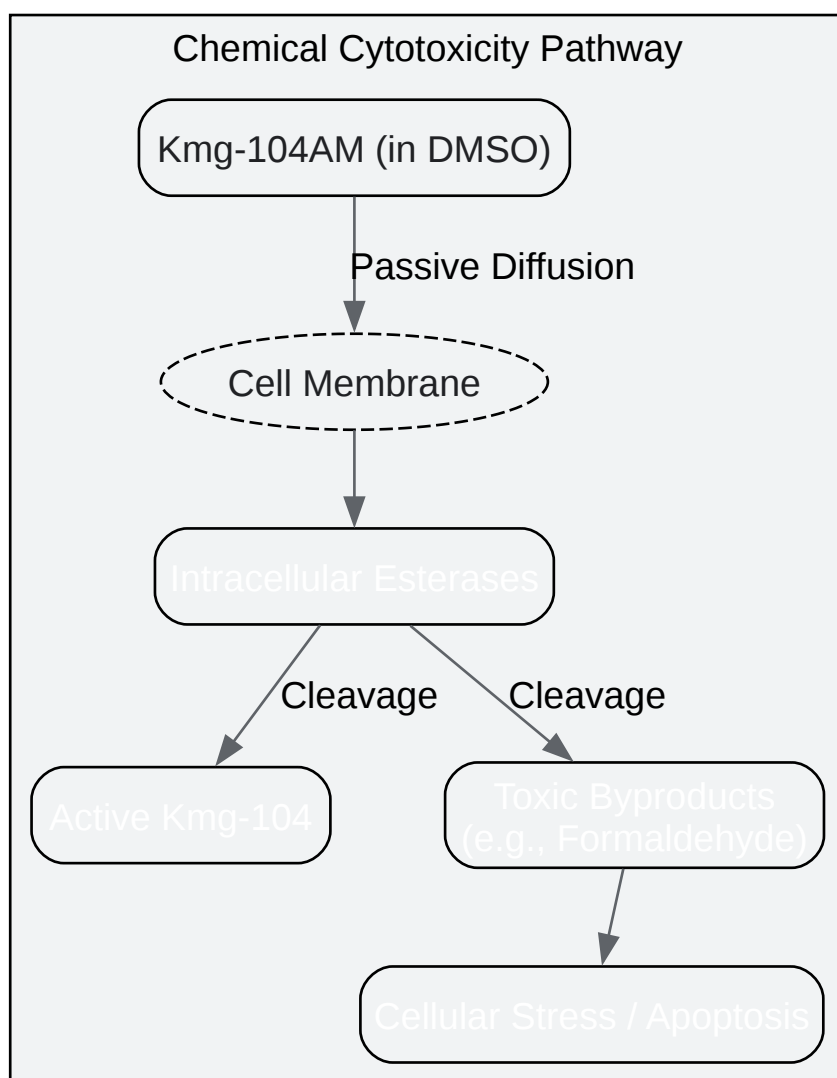 Chemical Cytotoxicity Pathway
Kmg-104AM (in DMSO)
Passive Diffusion
Cell Membrane
Intracellular Esterases
Cleavage
Cleavage
Active Kmg-104
Toxic Byproducts
(e.g., Formaldehyde)
Cellular Stress / Apoptosis